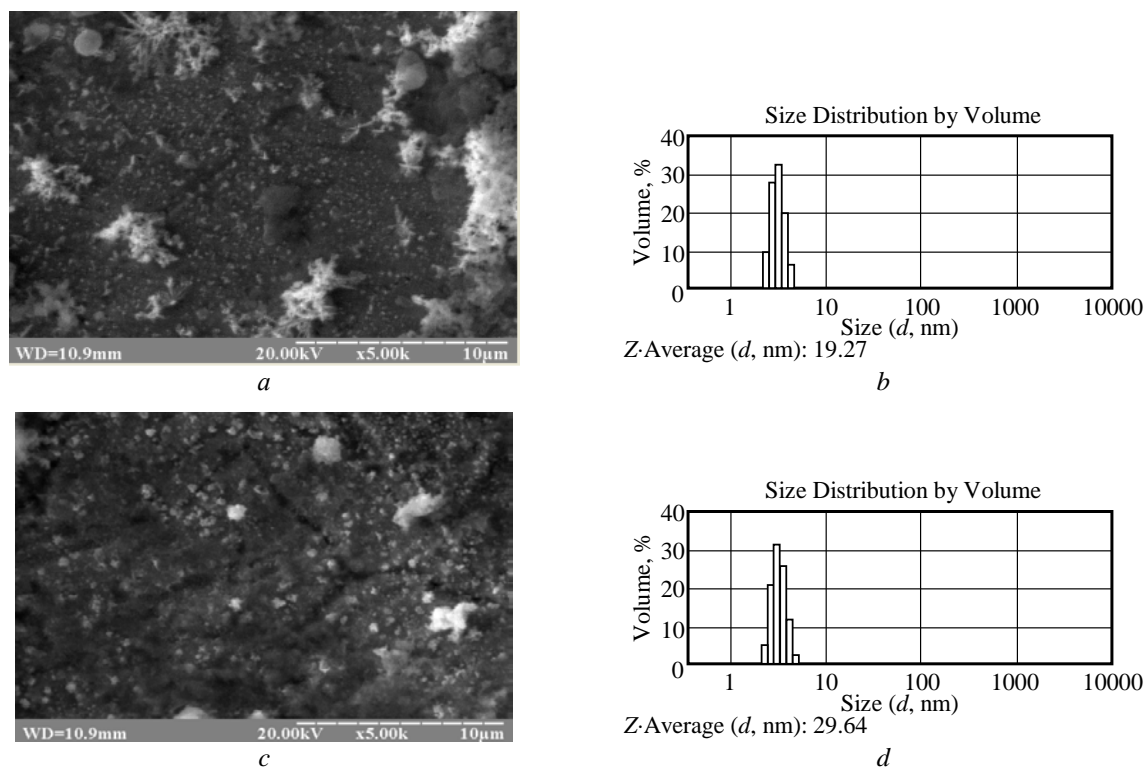 WD=10.9mm 20.00kV x5.00k 10μm
a
Size Distribution by Volume
Volume, %
40
30
20
10
0
1 10 100 1000 10000
Size (d, nm)
Z·Average (d, nm): 19.27
b
WD=10.9mm 20.00kV x5.00k 10μm
c
Size Distribution by Volume
Volume, %
40
30
20
10
0
1 10 100 1000 10000
Size (d, nm)
Z·Average (d, nm): 29.64
d